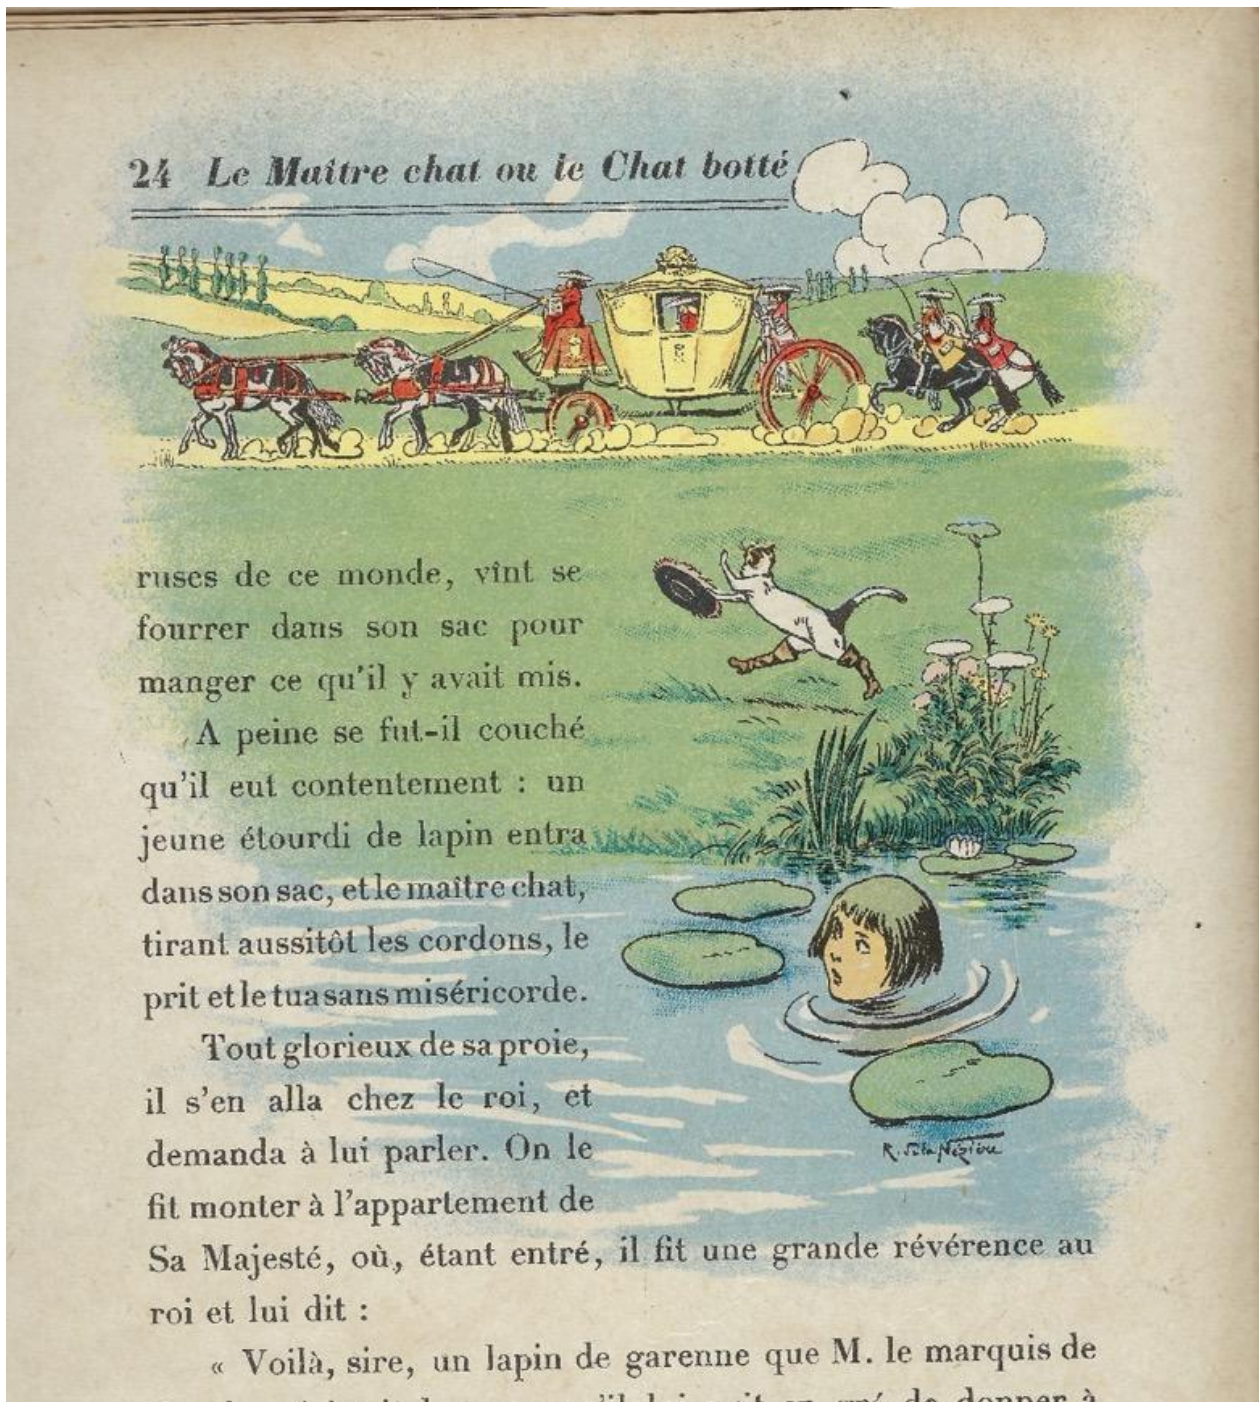 24 Le Maître chat ou le Chat botté
ruses de ce monde, vînt se
fourrer dans son sac pour
manger ce qu'il y avait mis.
A peine se fut-il couché
qu'il eut contentement : un
jeune étourdi de lapin entra
dans son sac, et le maître chat,
tirant aussitôt les cordons, le
prit et le tua sans miséricorde.
Tout glorieux de sa proie,
il s'en alla chez le roi, et
demanda à lui parler. On le
fit monter à l'appartement de
Sa Majesté, où, étant entré, il fit une grande révérence au
roi et lui dit :
« Voilà, sire, un lapin de garenne que M. le marquis de
de donner à